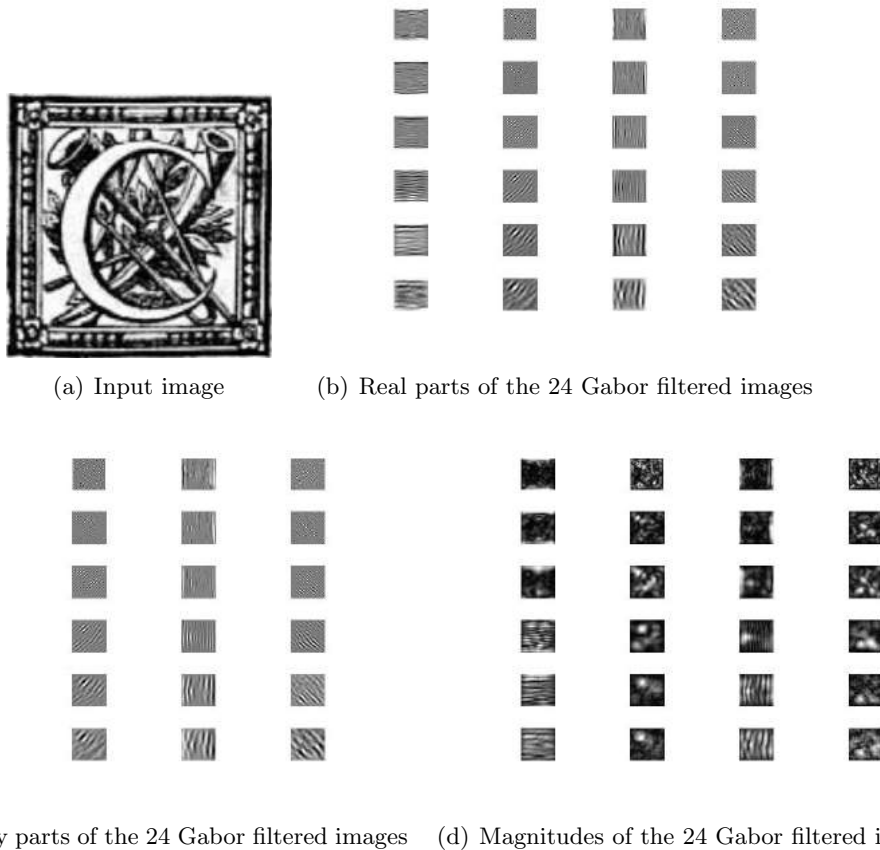 C
(a) Input image
(b) Real parts of the 24 Gabor filtered images
parts of the 24 Gabor filtered images
(d) Magnitudes of the 24 Gabor filtered